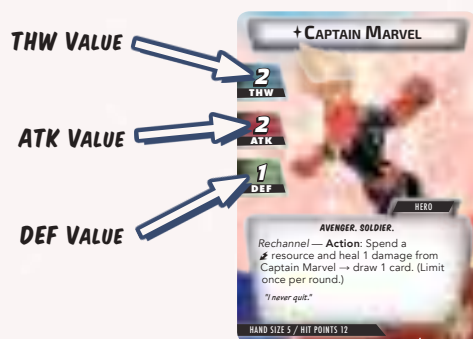 THW VALUE
ATK VALUE
DEF VALUE
CAPTAIN MARVEL
2
THW
2
ATK
1
DEF
HERO
AVENGER. SOLDIER.
Rechannel — Action: Spend a
resource and heal 1 damage from
Captain Marvel → draw 1 card. (Limit
once per round.)
"I never quit."
HAND SIZE 5 / HIT POINTS 12